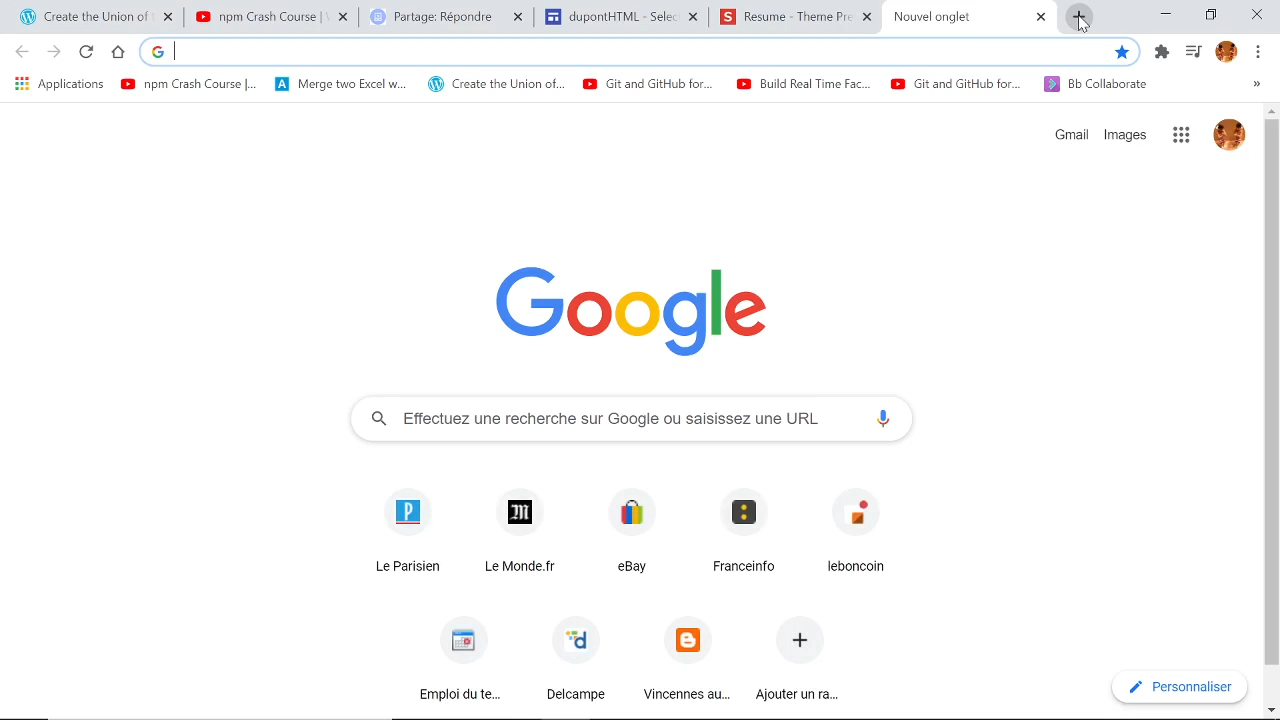 Create the Union of
npm Crash Course | \
Partage: Répondre
dupontHTML - Selec
Resume - Theme Pre
Nouvel onglet
Applications
npm Crash Course |...
Merge two Excel w...
Create the Union of...
Git and GitHub for...
Build Real Time Fac...
Git and GitHub for...
Bb Collaborate
»
Gmail
Images
Google
Effectuez une recherche sur Google ou saisissez une URL
Le Parisien
Le Monde.fr
eBay
Franceinfo
leboncoin
Emploi du te...
Delcampe
Vincennes au...
Ajouter un ra...
Personnaliser